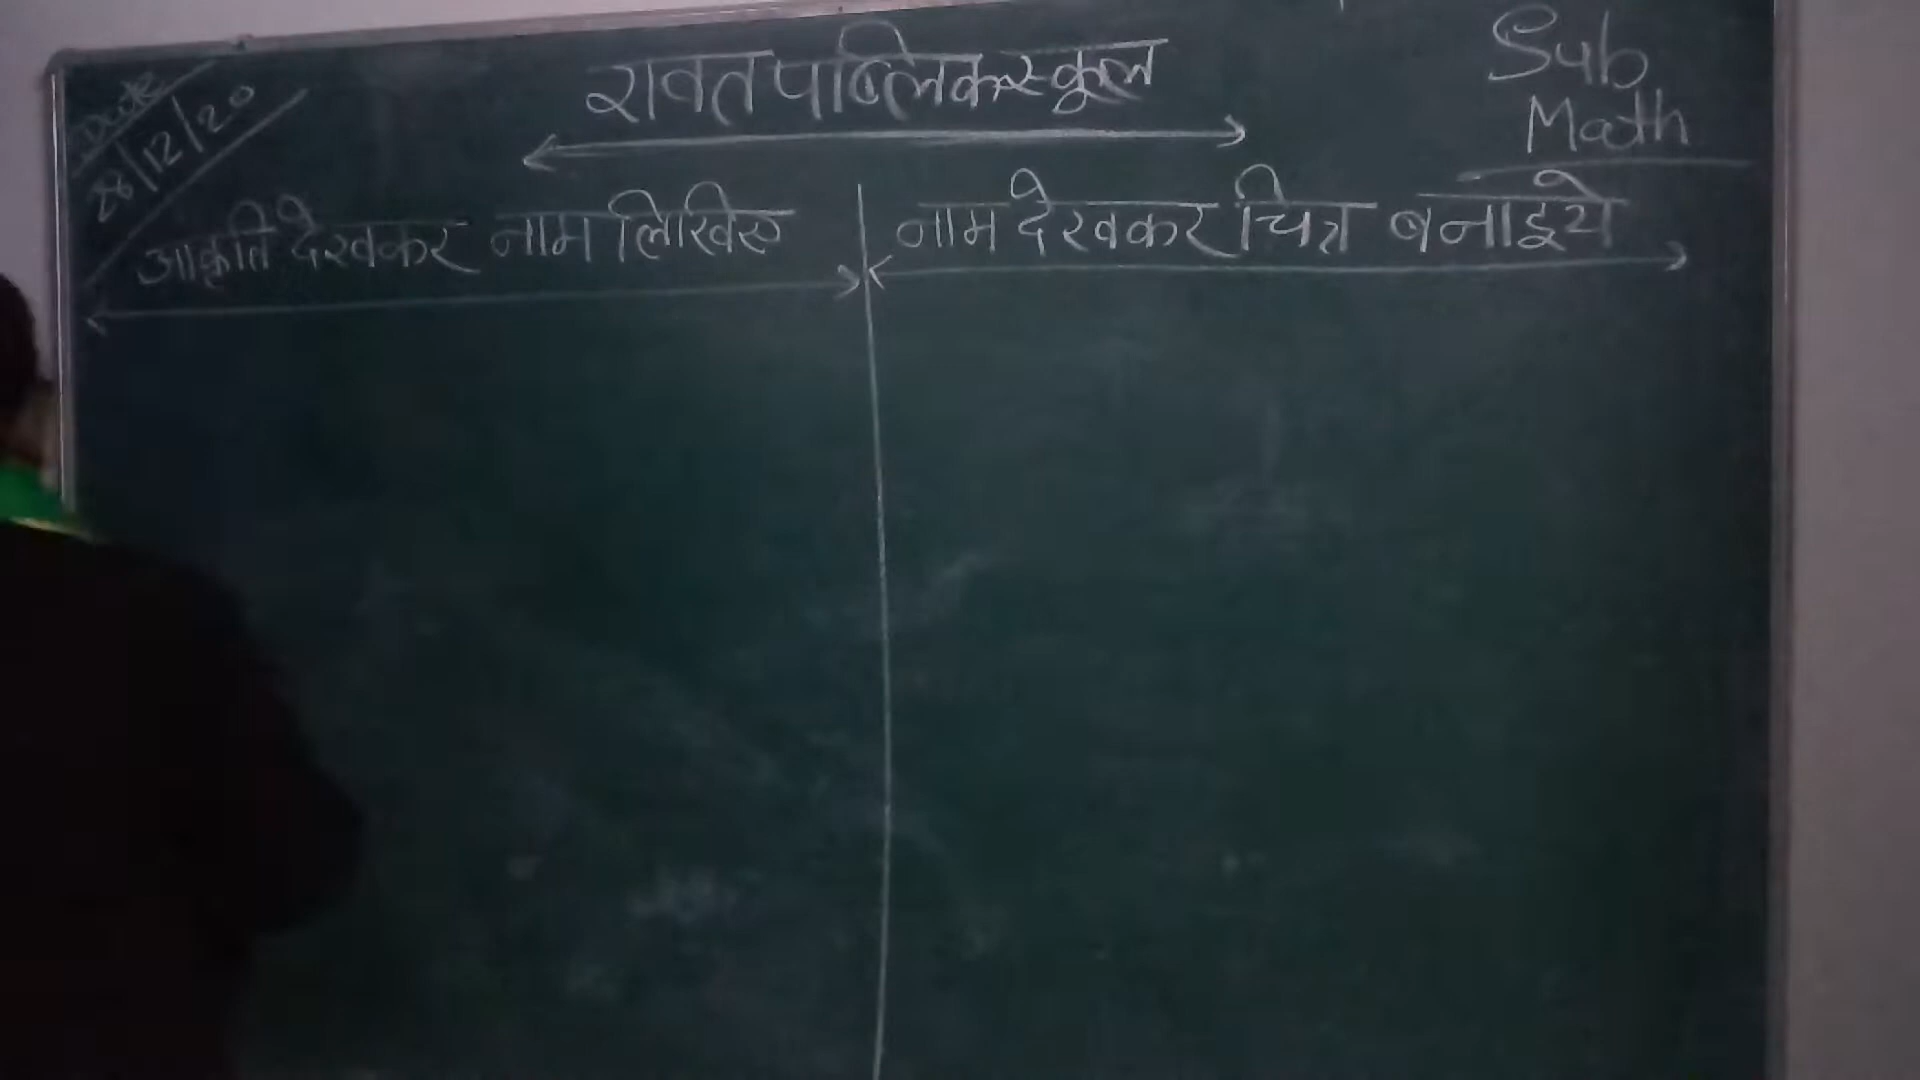 Date
28/12/20
रावत पब्लिक स्कूल
Sub
Math
आकृति देखकर नाम लिखिए
नाम देखकर चित्र बनाइये